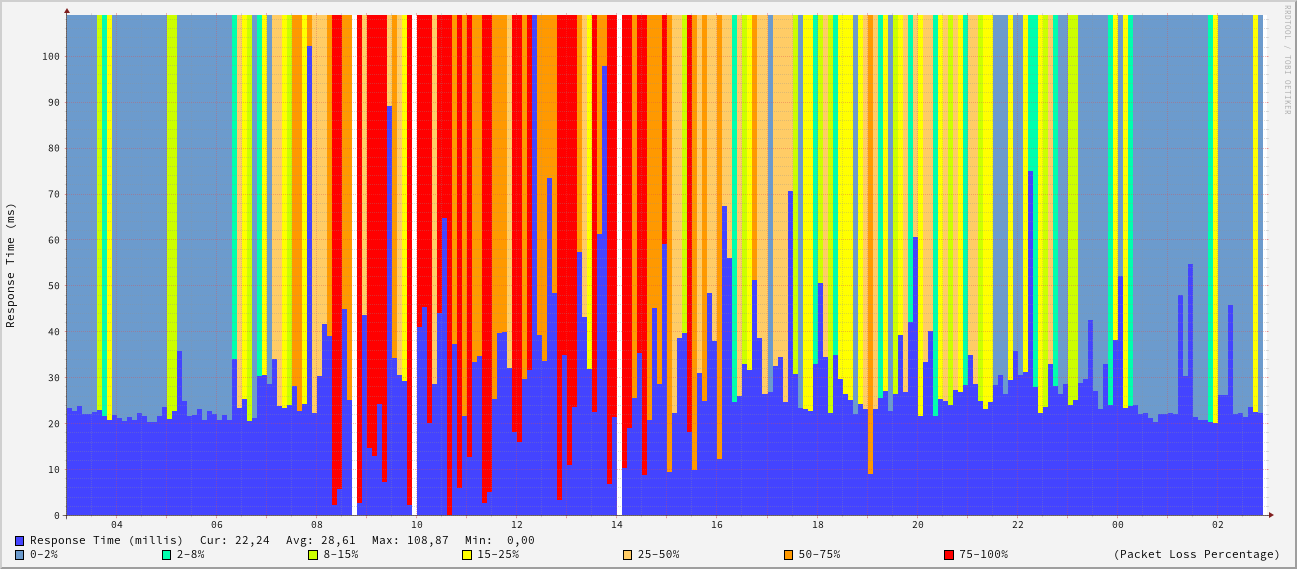 RRDTOOL / TOBI OETIKER
Response Time (ms)
100
90
80
70
60
50
40
30
20
10
0
04 06 08 10 12 14 16 18 20 22 00 02
Response Time (millis) Cur: 22,24 Avg: 28,61 Max: 108,87 Min: 0,00
0-2% 2-8% 8-15% 15-25% 25-50% 50-75% 75-100% (Packet Loss Percentage)